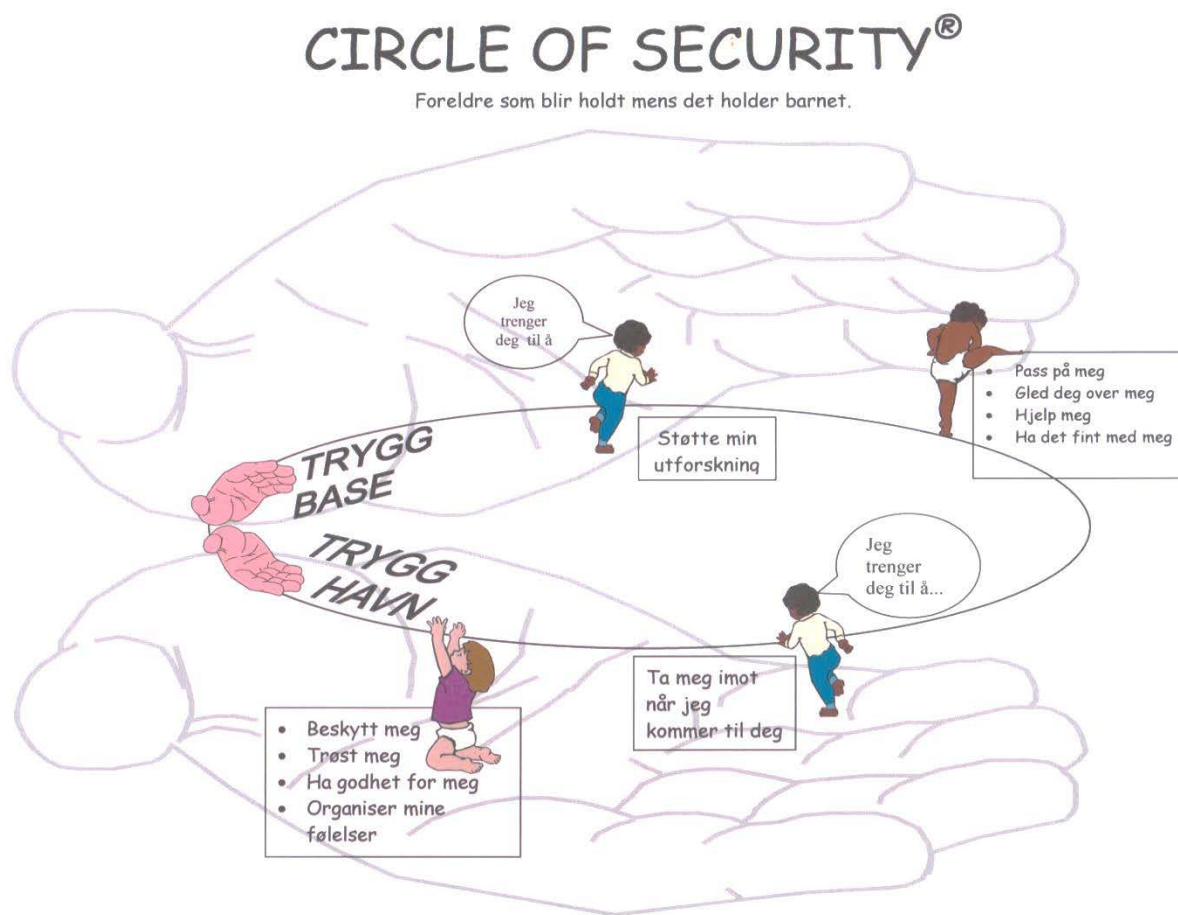 CIRCLE OF SECURITY®
Foreldre som blir holdt mens det holder barnet.
Jeg
trenger
deg til å
• Pass på meg
• Gled deg over meg
• Hjelp meg
• Ha det fint med meg
Støtte min
utforskning
TRYGG
BASE
TRYGG
HAVN
Jeg
trenger
deg til å...
Ta meg imot
når jeg
kommer til deg
• Beskytt meg
• Trøst meg
• Ha godhet for meg
• Organiser mine
følelser